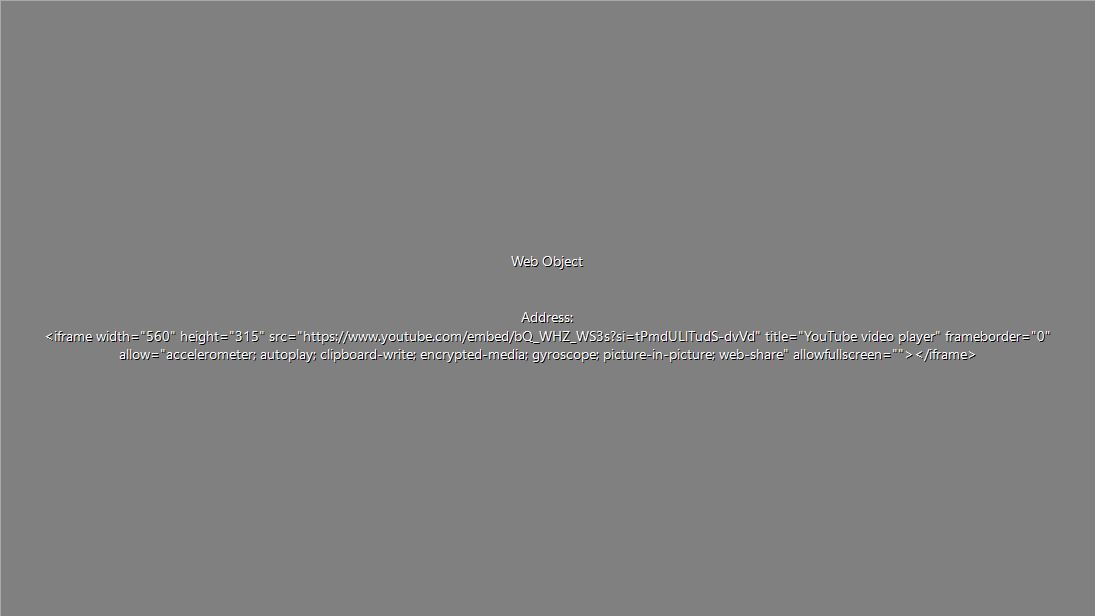 Web Object
Address:
<iframe width="560" height="315" src="https://www.youtube.com/embed/bQ_WHZ_WS3s?si=tPmdULlTudS-dvVd" title="YouTube video player" frameborder="0"
allow="accelerometer; autoplay; clipboard-write; encrypted-media; gyroscope; picture-in-picture; web-share" allowfullscreen=""></iframe>